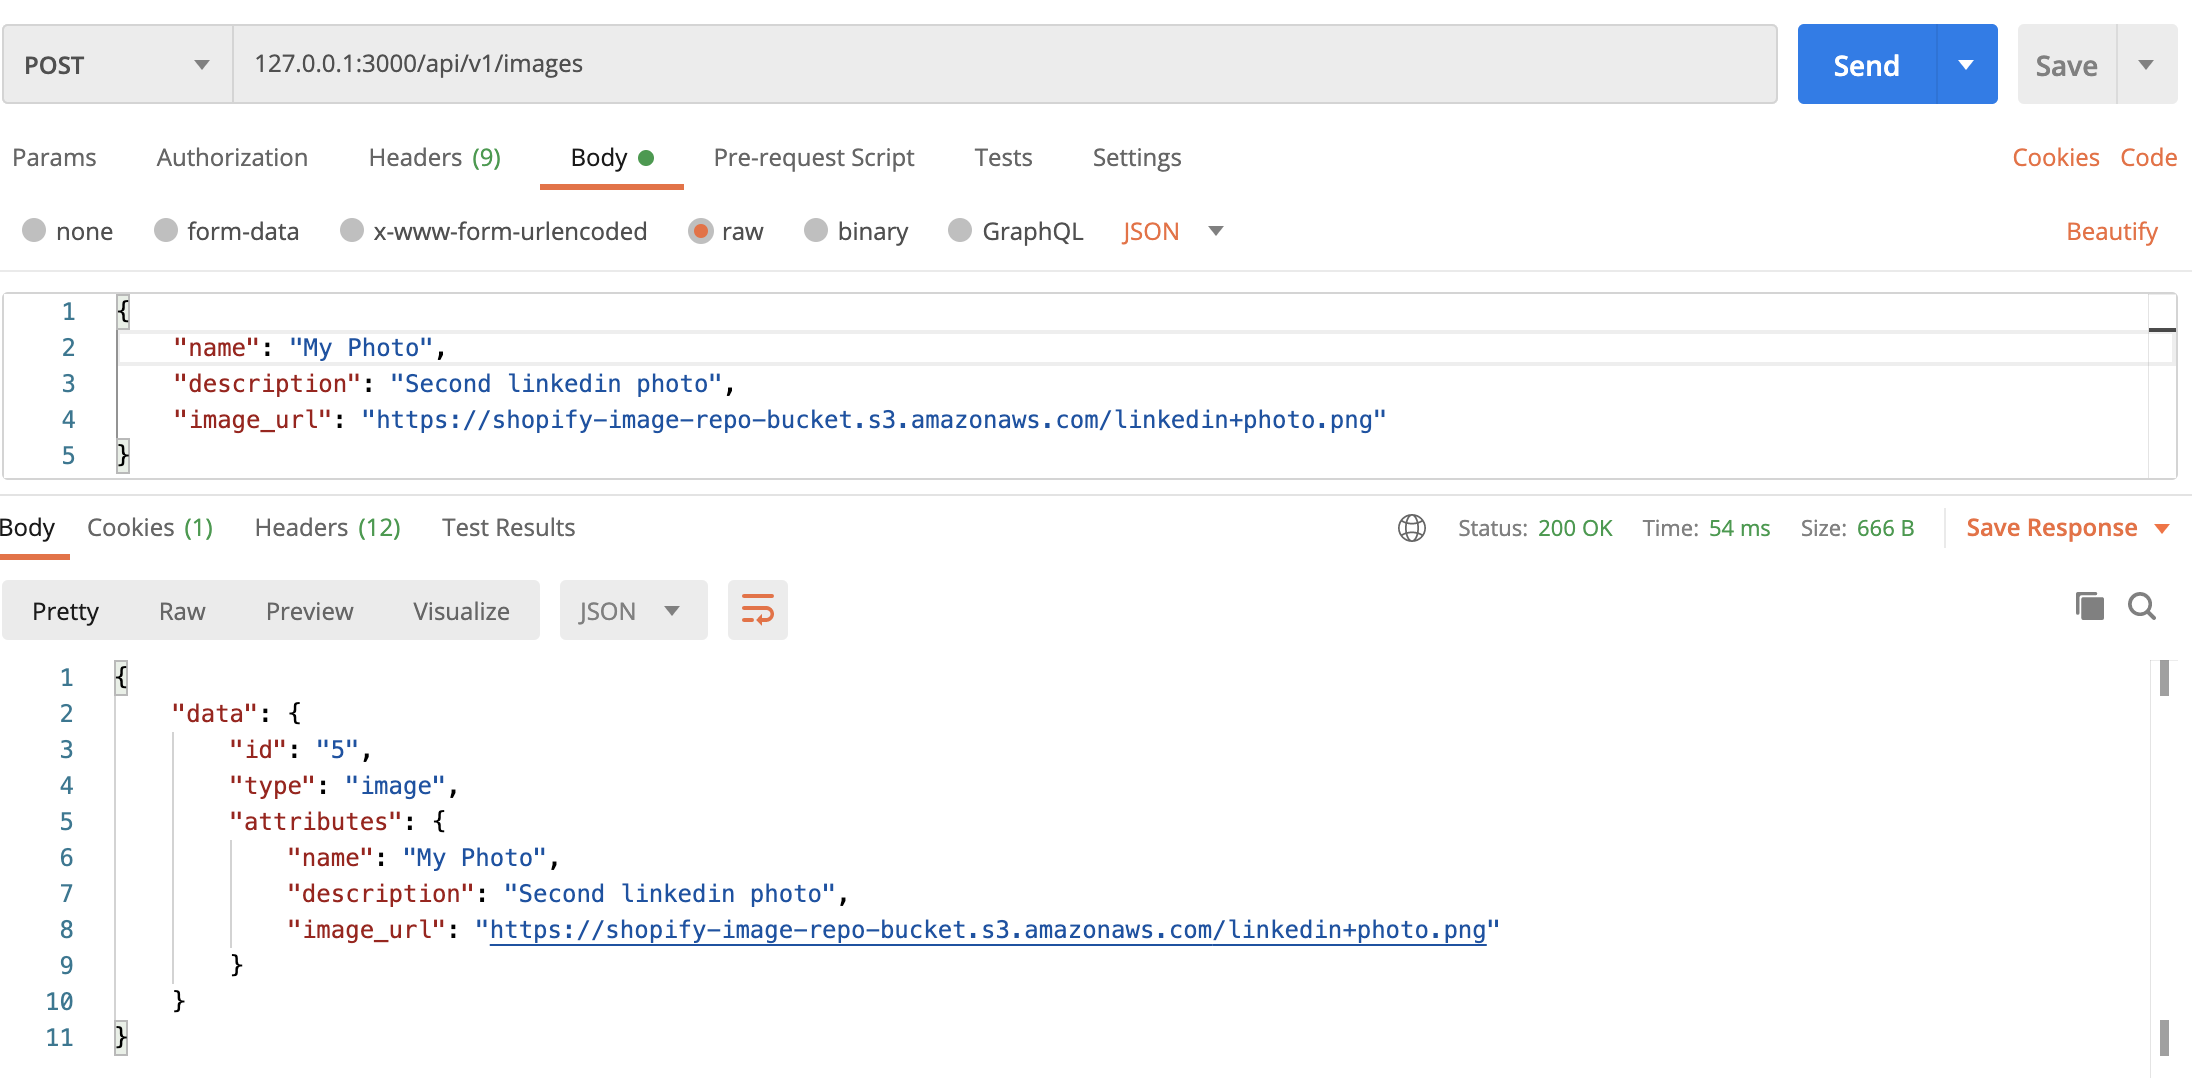 POST 127.0.0.1:3000/api/v1/images Send Save
Params Authorization Headers (9) Body Pre-request Script Tests Settings Cookies Code
none form-data x-www-form-urlencoded raw binary GraphQL JSON Beautify
1 {
2 "name": "My Photo",
3 "description": "Second linkedin photo",
4 "image_url": "https://shopify-image-repo-bucket.s3.amazonaws.com/linkedin+photo.png"
5 }
Body Cookies (1) Headers (12) Test Results Status: 200 OK Time: 54 ms Size: 666 B Save Response
Pretty Raw Preview Visualize JSON
1 {
2 "data": {
3 "id": "5",
4 "type": "image",
5 "attributes": {
6 "name": "My Photo",
7 "description": "Second linkedin photo",
8 "image_url": "https://shopify-image-repo-bucket.s3.amazonaws.com/linkedin+photo.png"
9 }
10 }
11 }